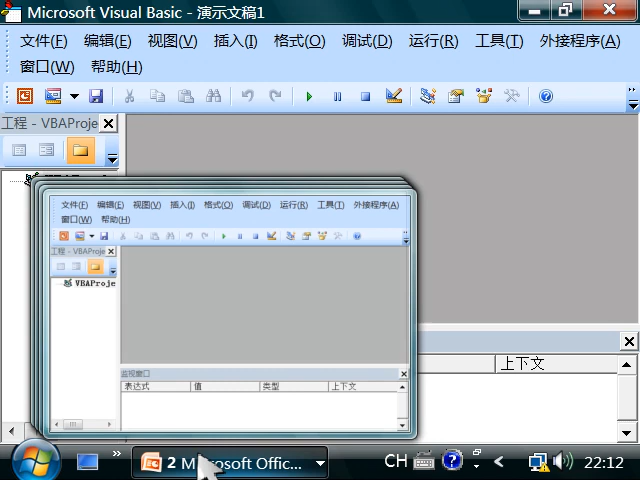 Microsoft Visual Basic - 演示文稿1
文件(F) 编辑(E) 视图(V) 插入(I) 格式(O) 调试(D) 运行(R) 工具(T) 外接程序(A)
窗口(W) 帮助(H)
工程 - VBAProje
文件(F) 编辑(E) 视图(V) 插入(I) 格式(O) 调试(D) 运行(R) 工具(T) 外接程序(A)
窗口(W) 帮助(H)
工程 - VBAProje
VBAProje
监视窗口
表达式 值 类型 上下文
上下文
2 Microsoft Offic... CH 22:12